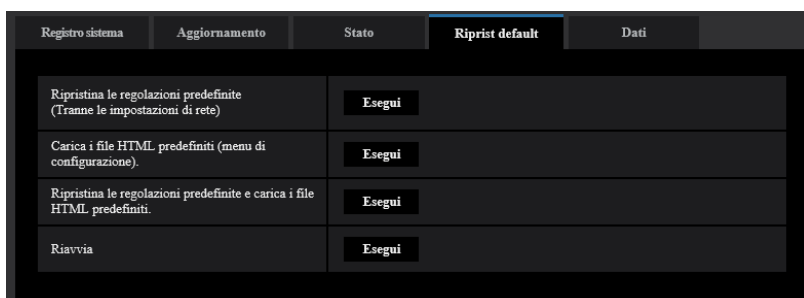 Registro sistema Aggiornamento Stato Riprist default Dati
Ripristina le regolazioni predefinite
(Tranne le impostazioni di rete)
Esegui
Carica i file HTML predefiniti (menu di
configurazione).
Esegui
Ripristina le regolazioni predefinite e carica i file
HTML predefiniti.
Esegui
Riavvia
Esegui